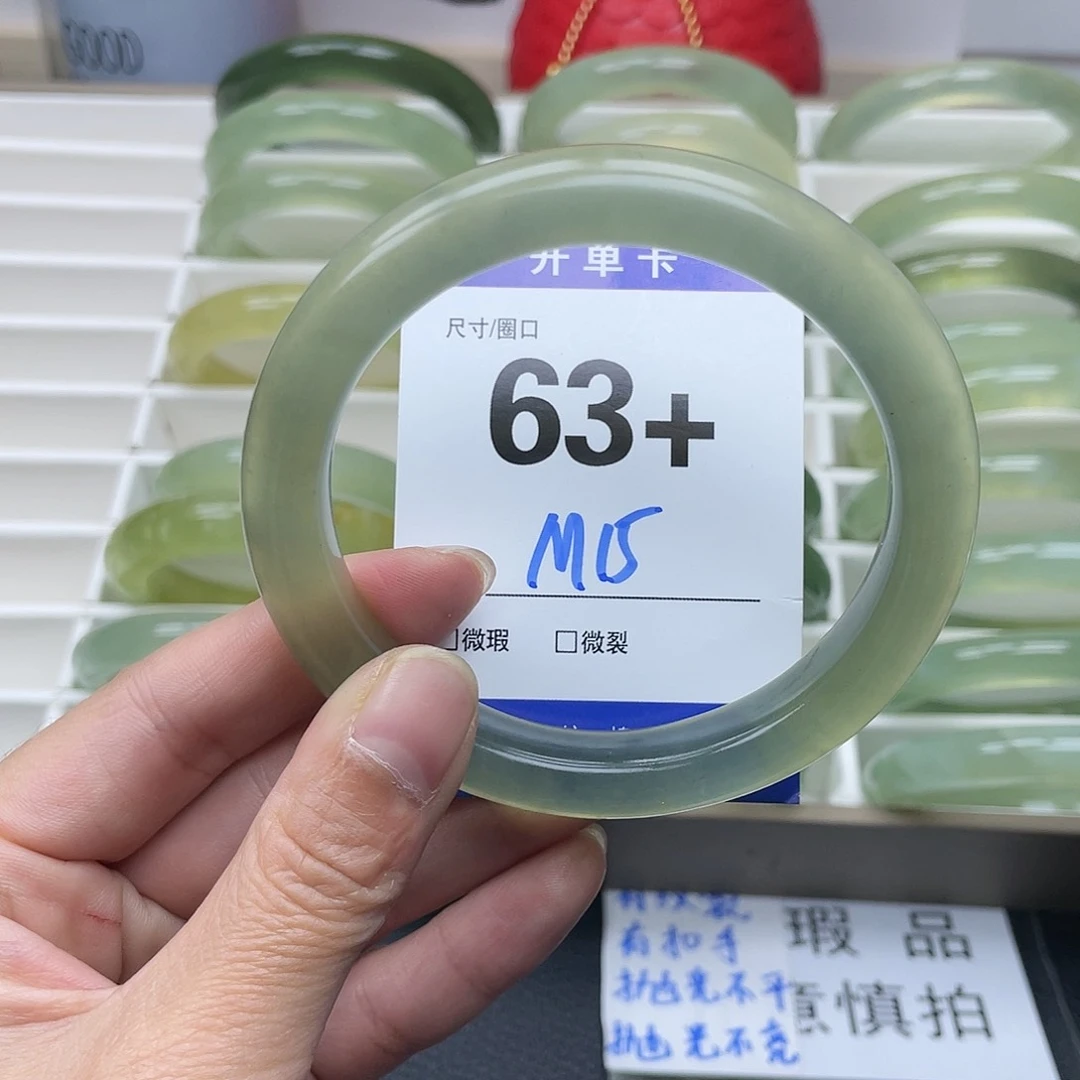 开单卡
尺寸/圈口
63+
M15
□微瑕 □微裂
瑕品
有扣手
抛光不平
意慎拍
抛光不亮